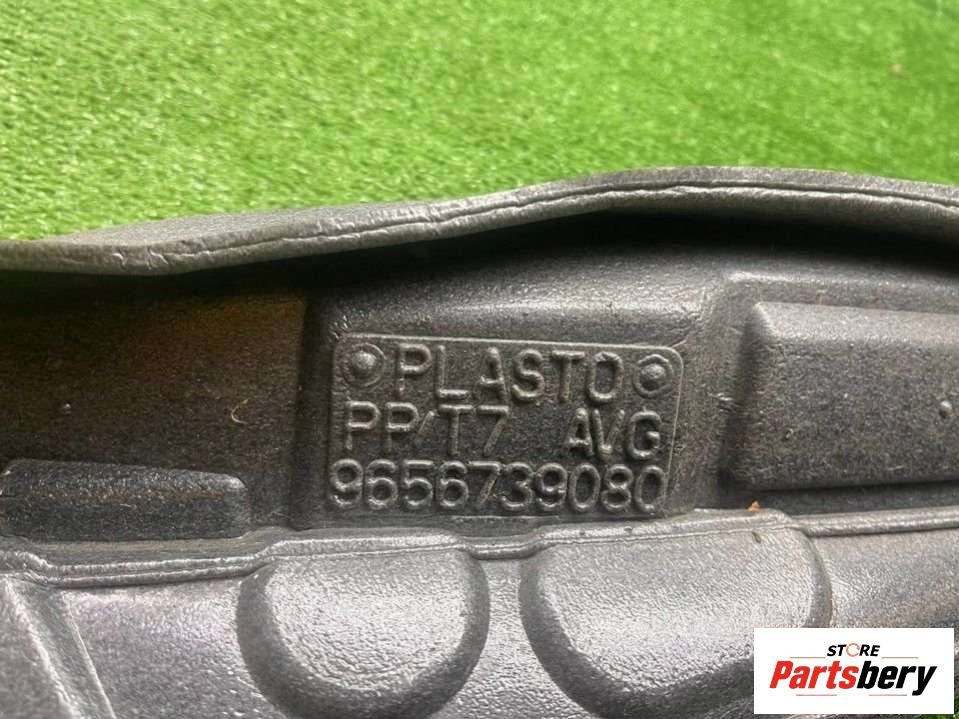 PLASTO
PP/T7 AVG
9656739080
STORE
Partsbery